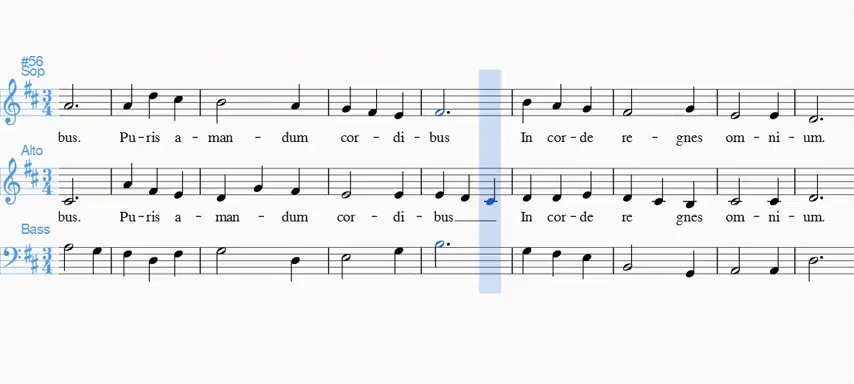 #56
Sop
bus. Pu-ris a-man-dum cor-di-bus In cor-de re-gnes om-ni-um.
Alto
bus. Pu-ris a-man-dum cor-di-bus____ In cor-de re gnes om-ni-um.
Bass